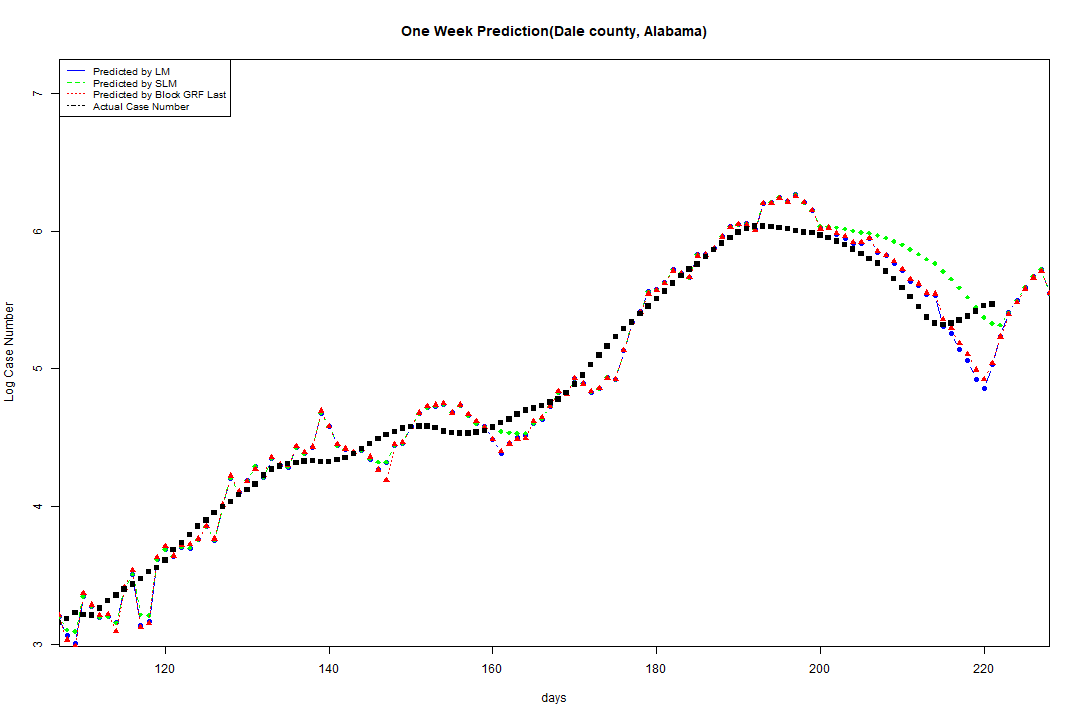 One Week Prediction(Dale county, Alabama)
Predicted by LM
Predicted by SLM
Predicted by Block GRF Last
Actual Case Number
7
6
5
4
3
Log Case Number
120 140 160 180 200 220
days